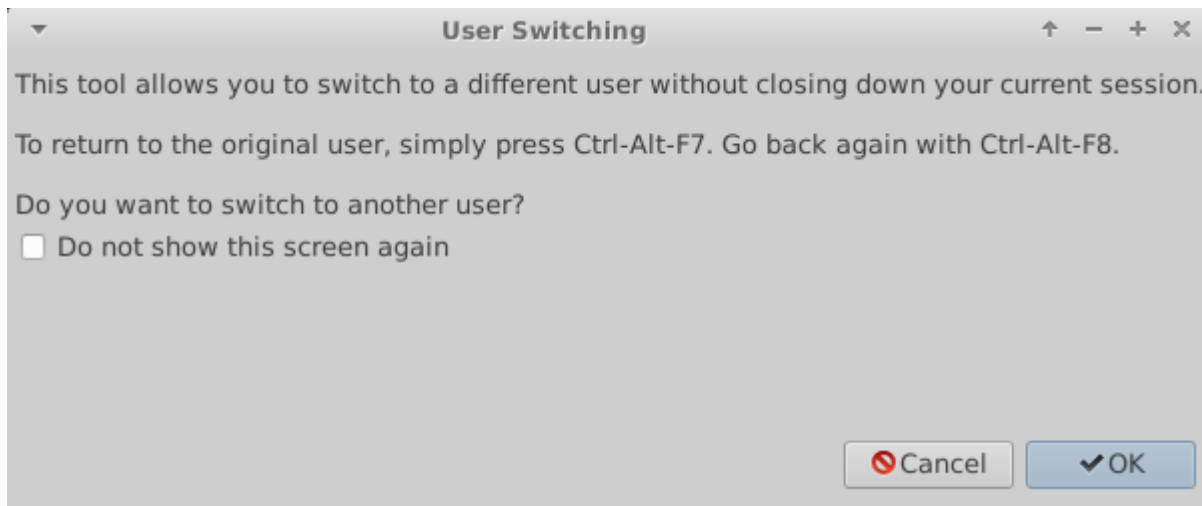 User Switching
This tool allows you to switch to a different user without closing down your current session.
To return to the original user, simply press Ctrl-Alt-F7. Go back again with Ctrl-Alt-F8.
Do you want to switch to another user?
Do not show this screen again
Cancel
OK